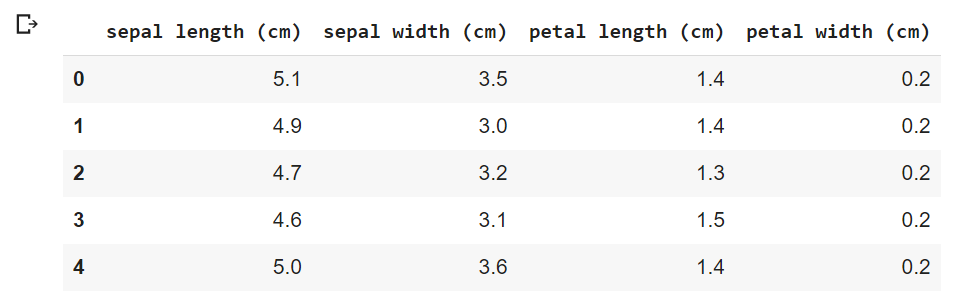 sepal length (cm) sepal width (cm) petal length (cm) petal width (cm)
0 5.1 3.5 1.4 0.2
1 4.9 3.0 1.4 0.2
2 4.7 3.2 1.3 0.2
3 4.6 3.1 1.5 0.2
4 5.0 3.6 1.4 0.2